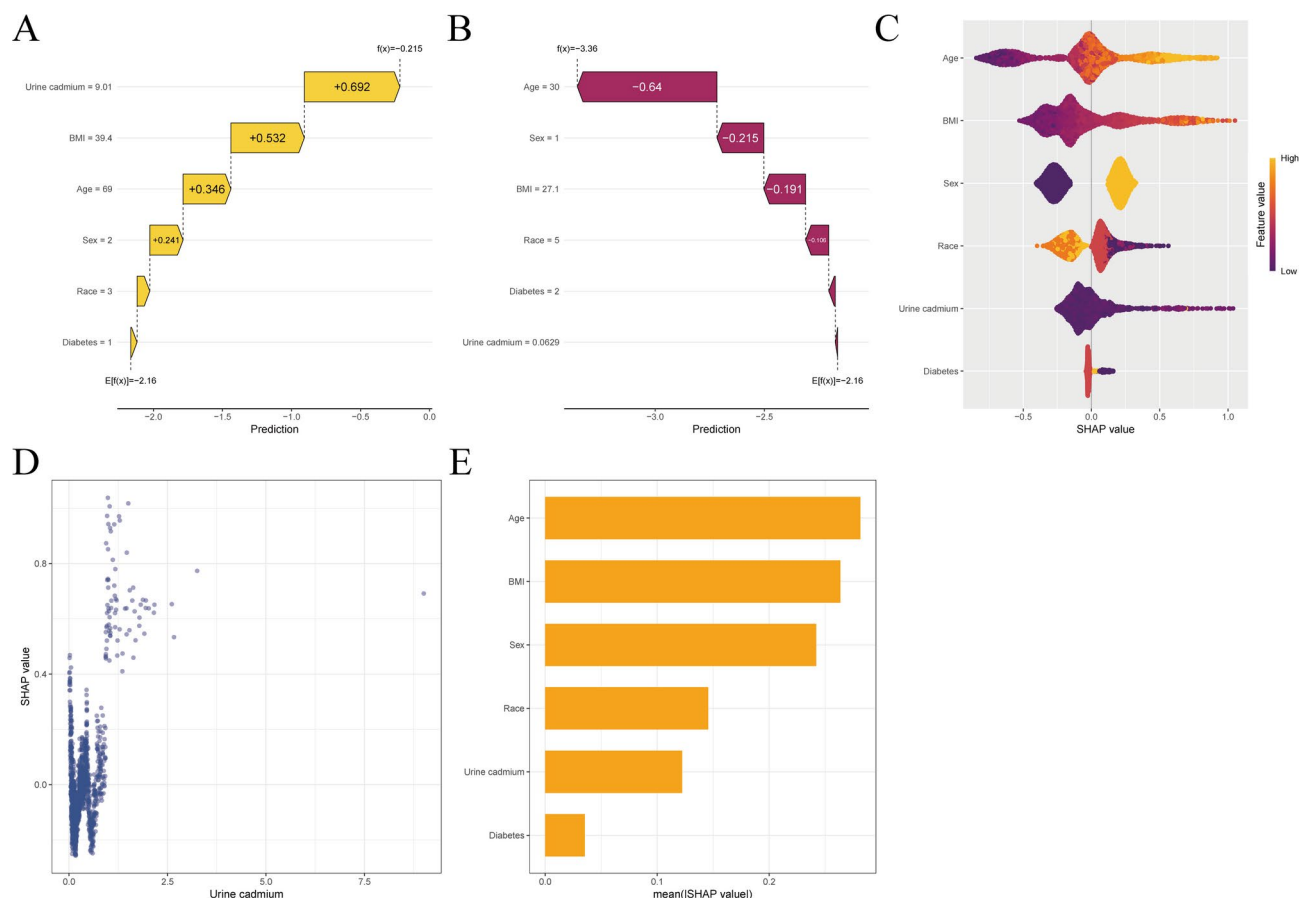 A
f(x)=−0.215
Urine cadmium = 9.01
+0.692
BMI = 39.4
+0.532
Age = 69
+0.346
Sex = 2
+0.241
Race = 3
Diabetes = 1
E[f(x)]=−2.16
−2.0
−1.5
−1.0
−0.5
0.0
Prediction
B
f(x)=−3.36
Age = 30
−0.64
Sex = 1
−0.215
BMI = 27.1
−0.191
Race = 5
−0.106
Diabetes = 2
Urine cadmium = 0.0629
E[f(x)]=−2.16
−3.0
−2.5
Prediction
C
Age
BMI
Sex
Race
Urine cadmium
Diabetes
−0.5
0.0
0.5
1.0
SHAP value
High
Low
Feature value
D
0.8
0.4
0.0
SHAP value
0.0
2.5
5.0
7.5
Urine cadmium
E
Age
BMI
Sex
Race
Urine cadmium
Diabetes
0.0
0.1
0.2
mean(|SHAP value|)